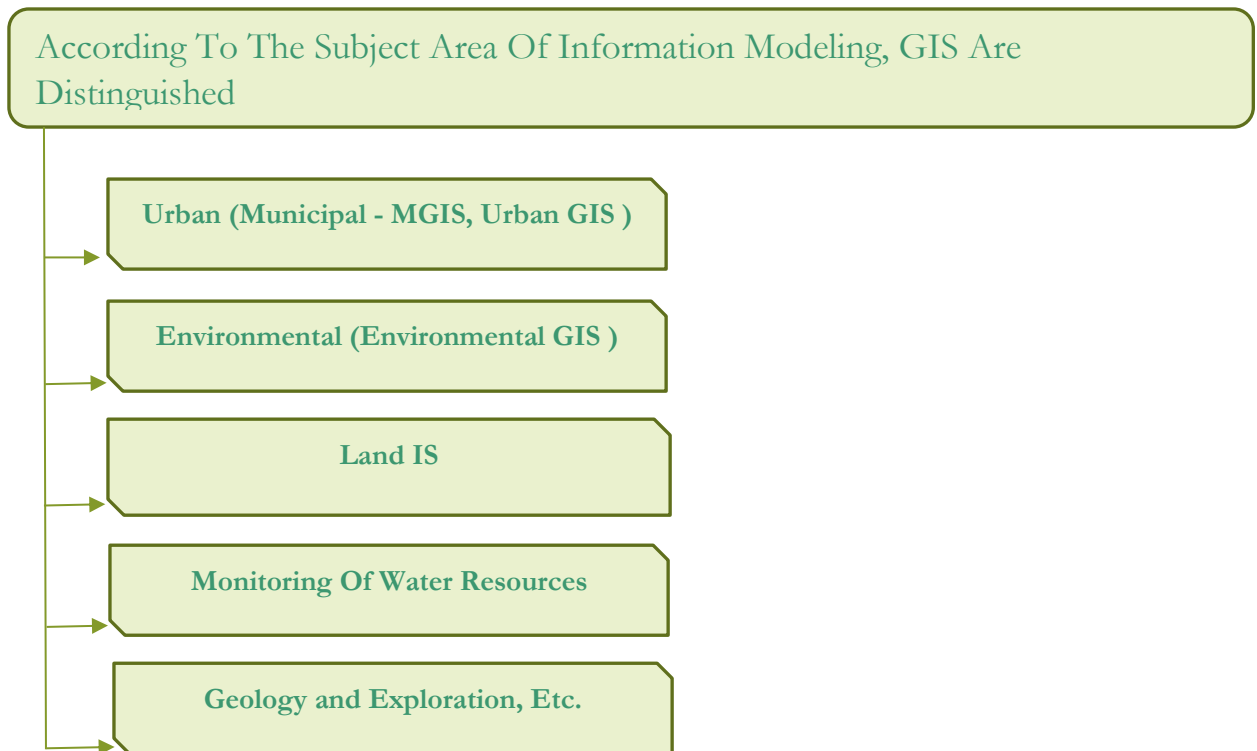 According To The Subject Area Of Information Modeling, GIS Are
Distinguished
Urban (Municipal - MGIS, Urban GIS )
Environmental (Environmental GIS )
Land IS
Monitoring Of Water Resources
Geology and Exploration, Etc.